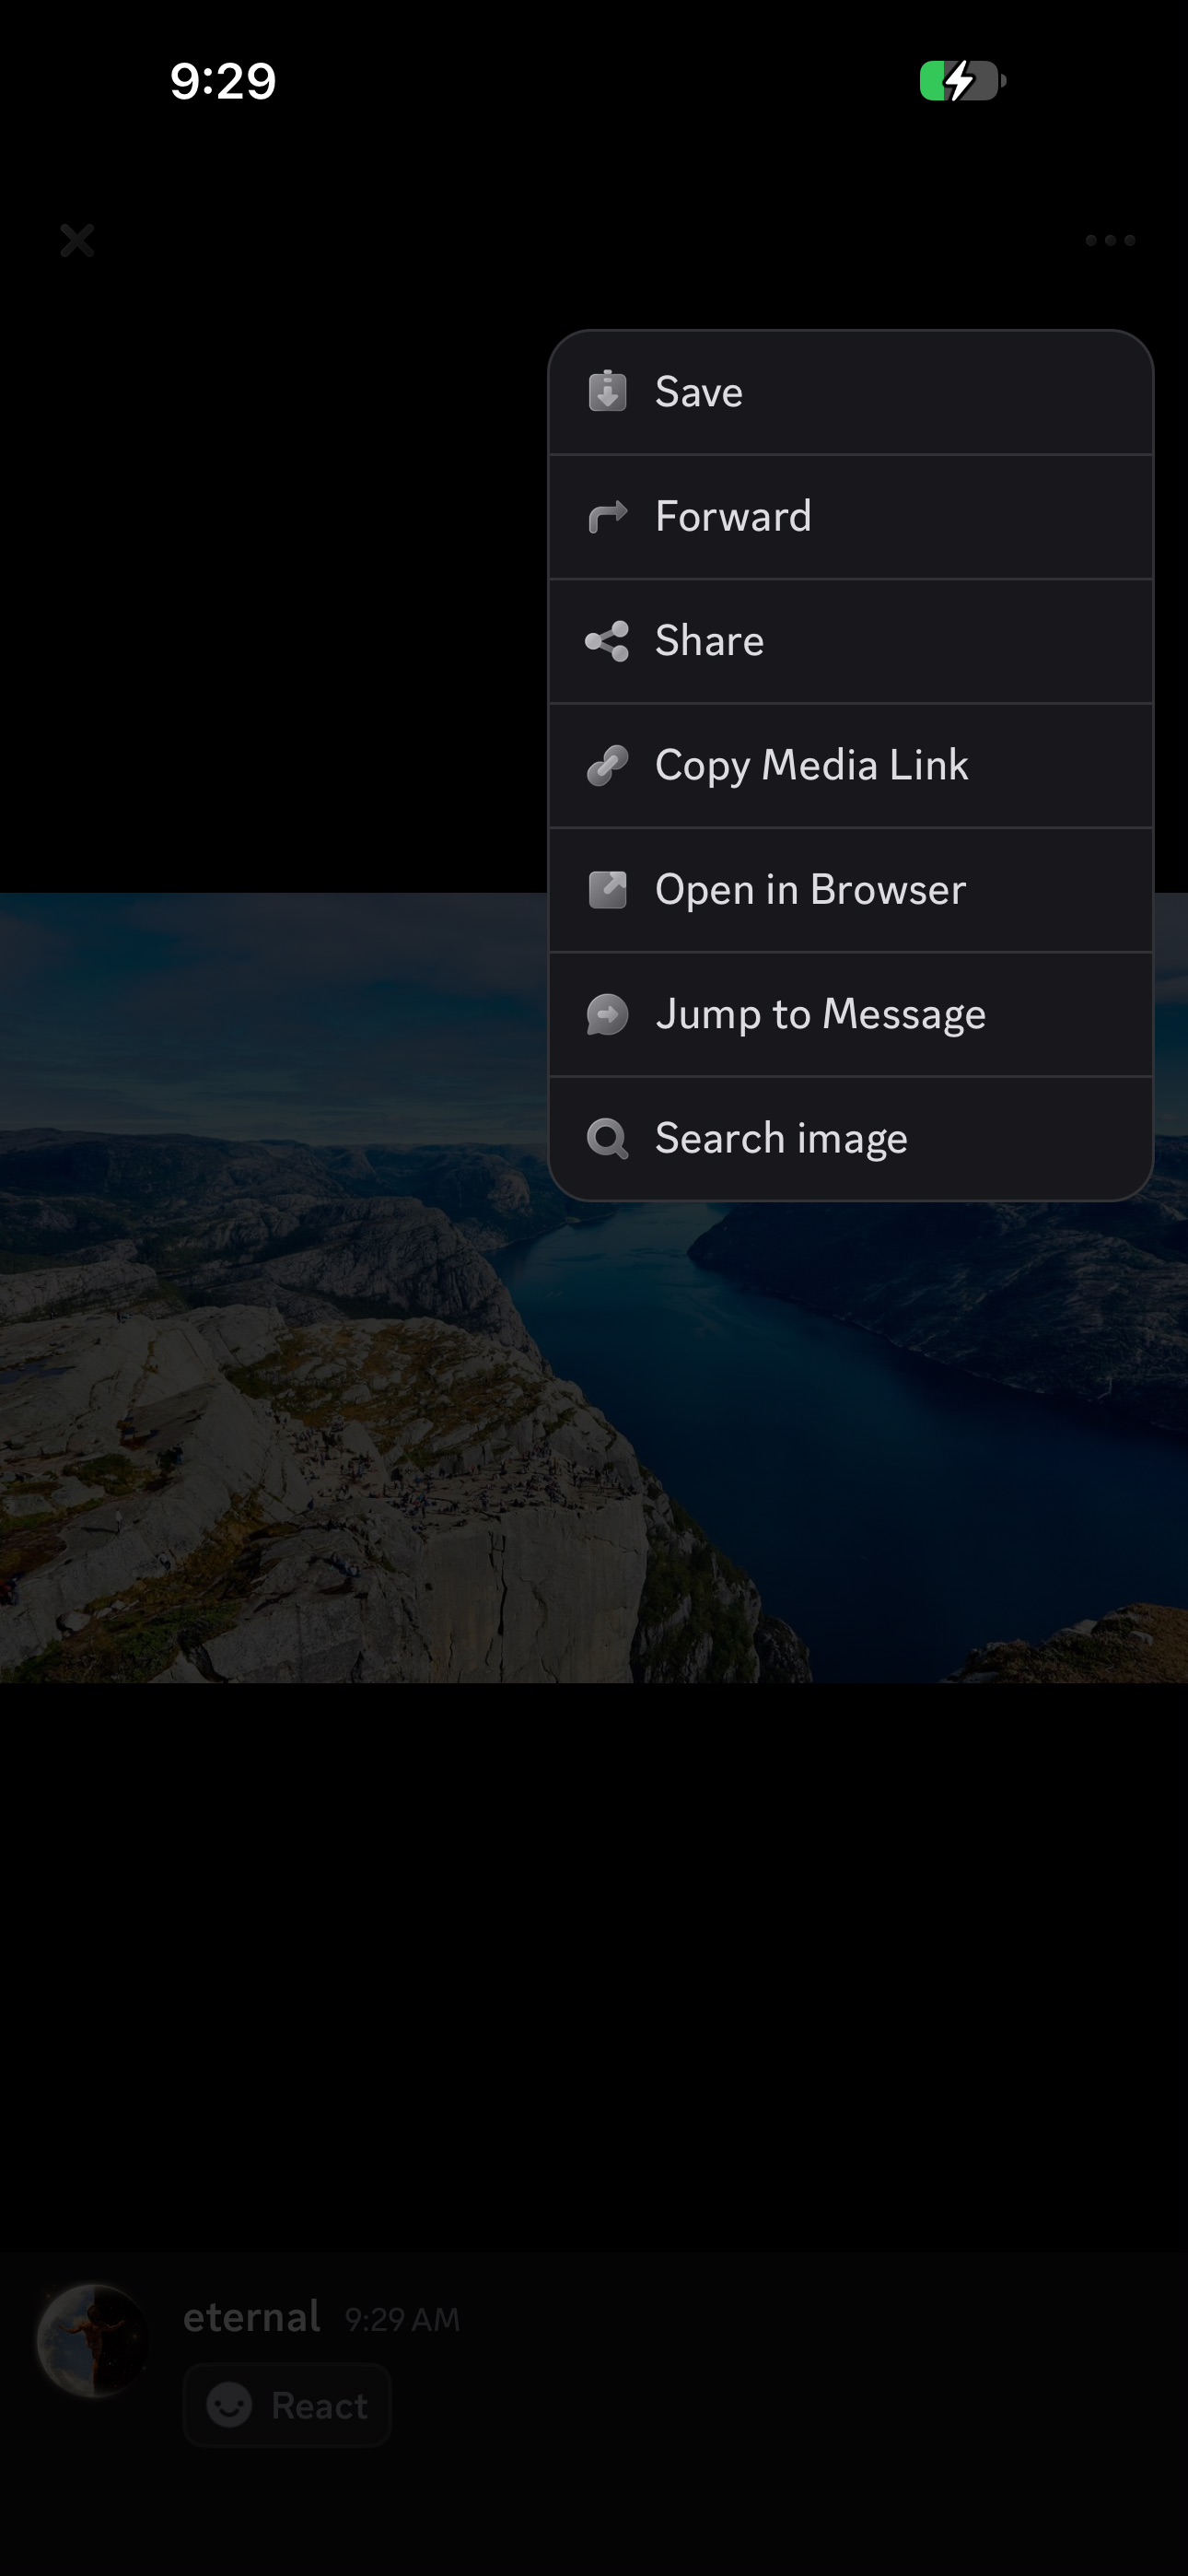 9:29
Save
Forward
Share
Copy Media Link
Open in Browser
Jump to Message
Search image
eternal 9:29 AM
React